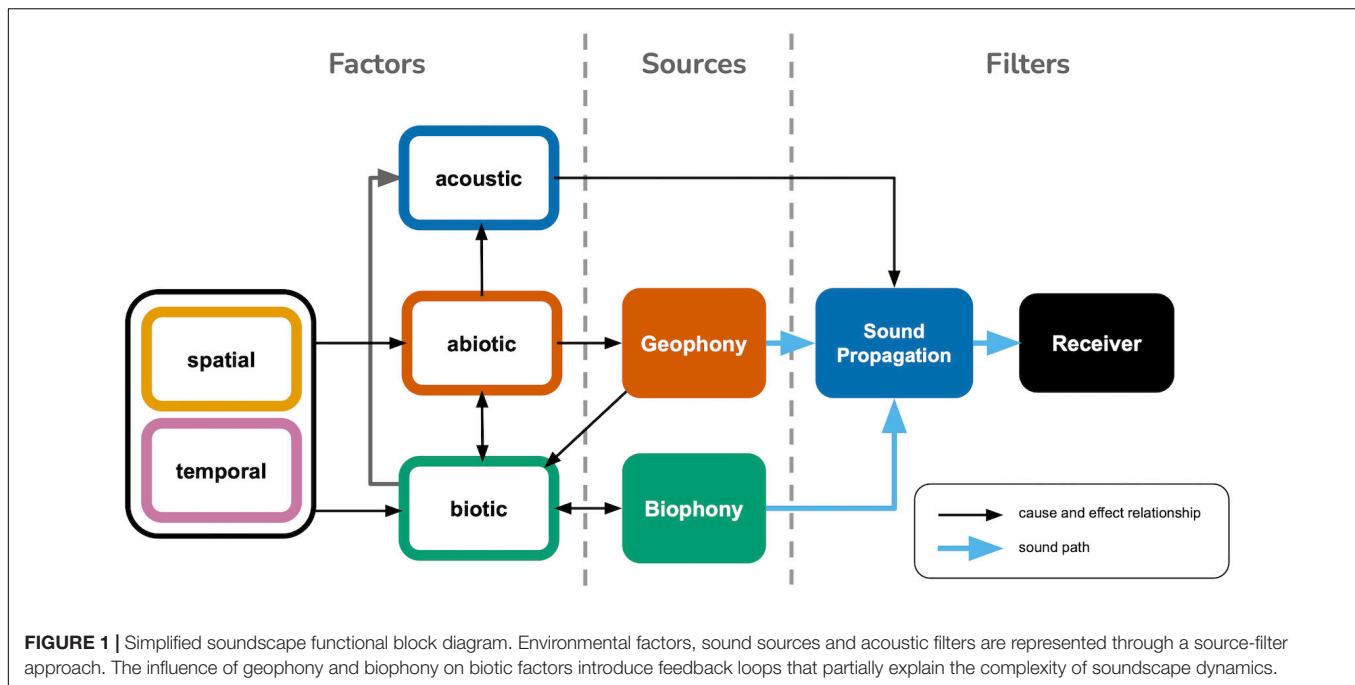 Factors
Sources
Filters
acoustic
spatial
abiotic
Geophony
Sound
Propagation
Receiver
temporal
biotic
Biophony
cause and effect relationship
sound path
FIGURE 1 | Simplified soundscape functional block diagram. Environmental factors, sound sources and acoustic filters are represented through a source-filter
approach. The influence of geophony and biophony on biotic factors introduce feedback loops that partially explain the complexity of soundscape dynamics.